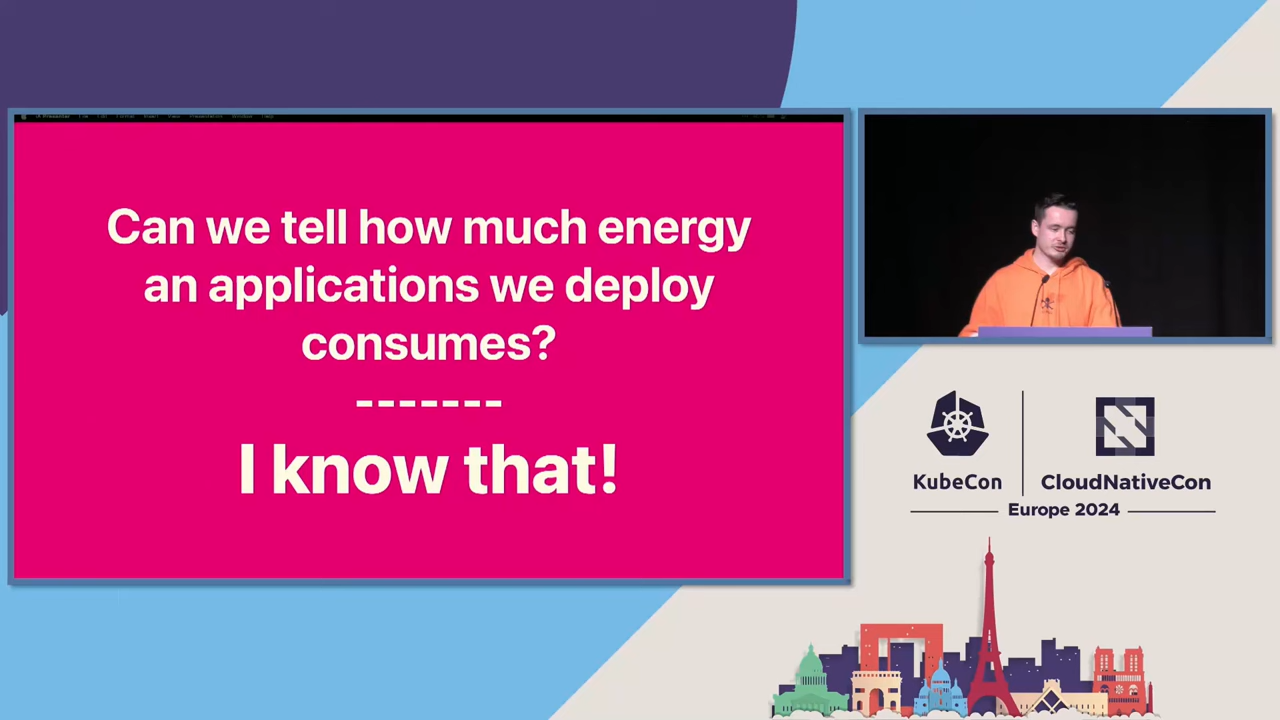 Can we tell how much energy
an applications we deploy
consumes?
-------
I know that!
KubeCon
CloudNativeCon
Europe 2024